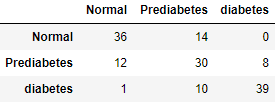 Normal Prediabetes diabetes
Normal 36 14 0
Prediabetes 12 30 8
diabetes 1 10 39